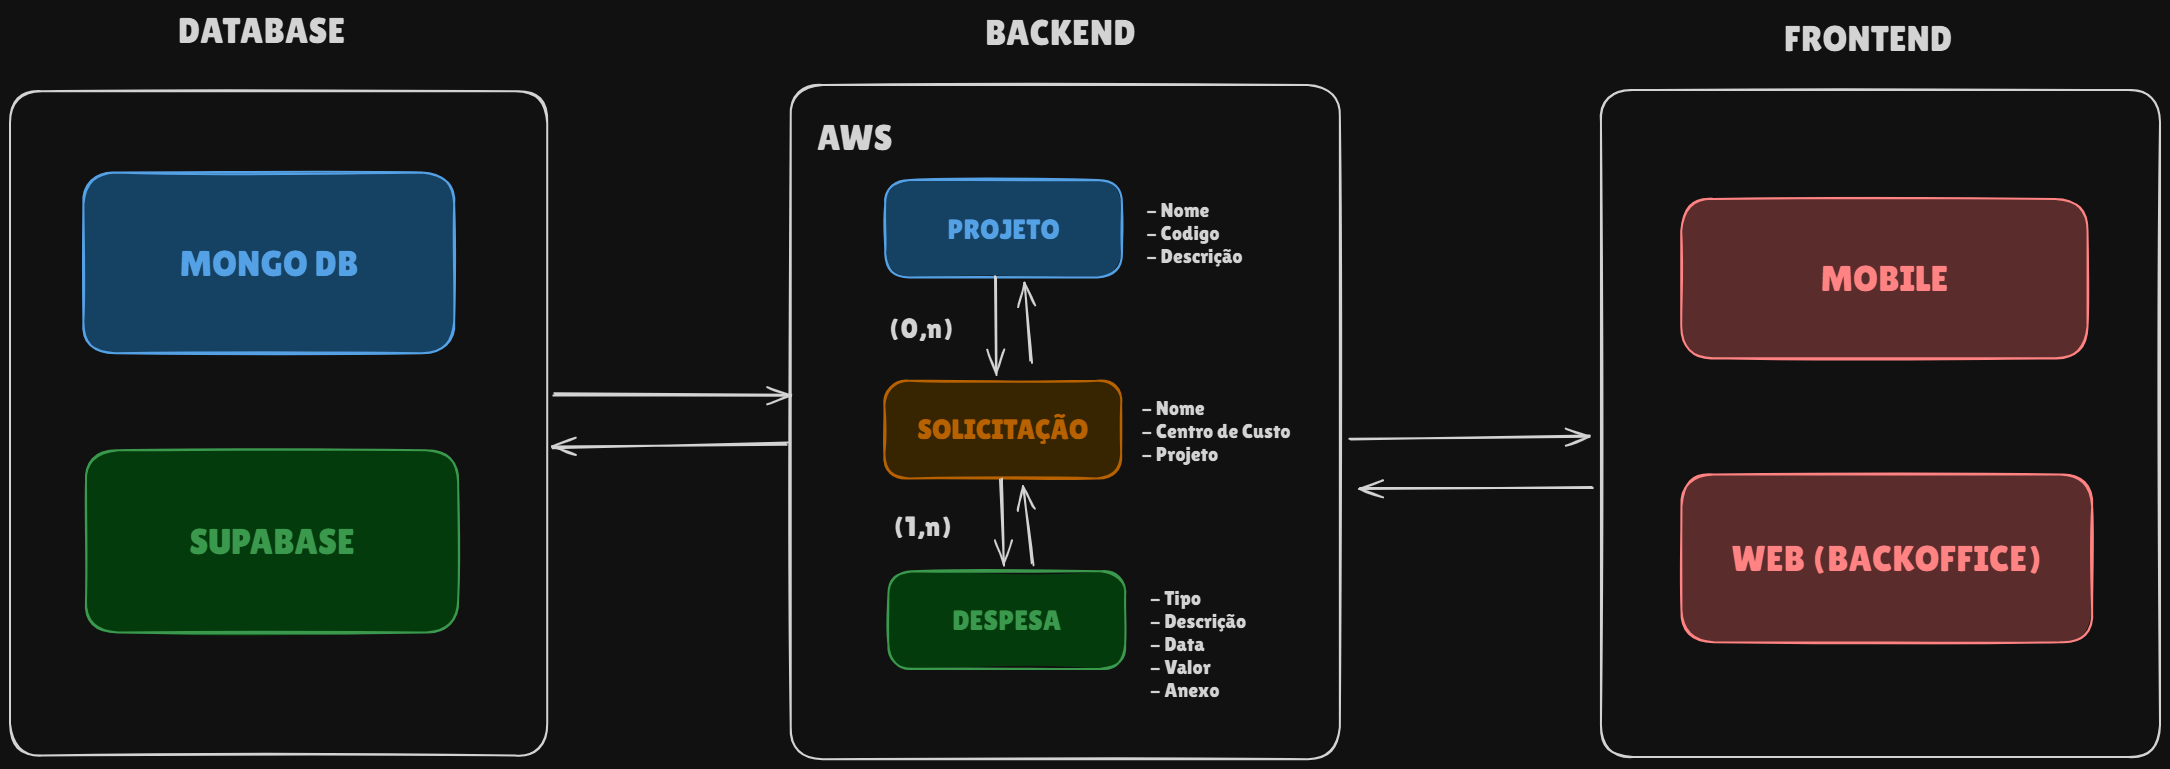 DATABASE
MONGO DB
SUPABASE
BACKEND
AWS
PROJETO
- Nome
- Codigo
- Descrição
(0,n)
SOLICITAÇÃO
- Nome
- Centro de Custo
- Projeto
(1,n)
DESPESA
- Tipo
- Descrição
- Data
- Valor
- Anexo
FRONTEND
MOBILE
WEB (BACKOFFICE)